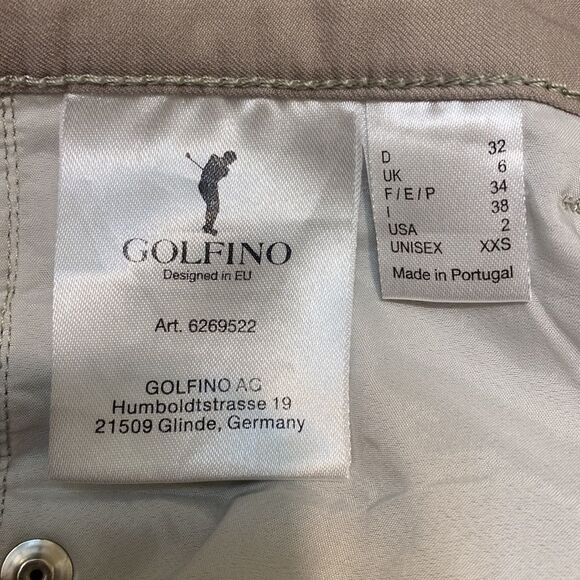 GOLFINO
Designed in EU
Art. 6269522
GOLFINO AG
Humboldtstrasse 19
21509 Glinde, Germany
D 32
UK 6
F / E / P 34
I 38
USA 2
UNISEX XXS
Made in Portugal